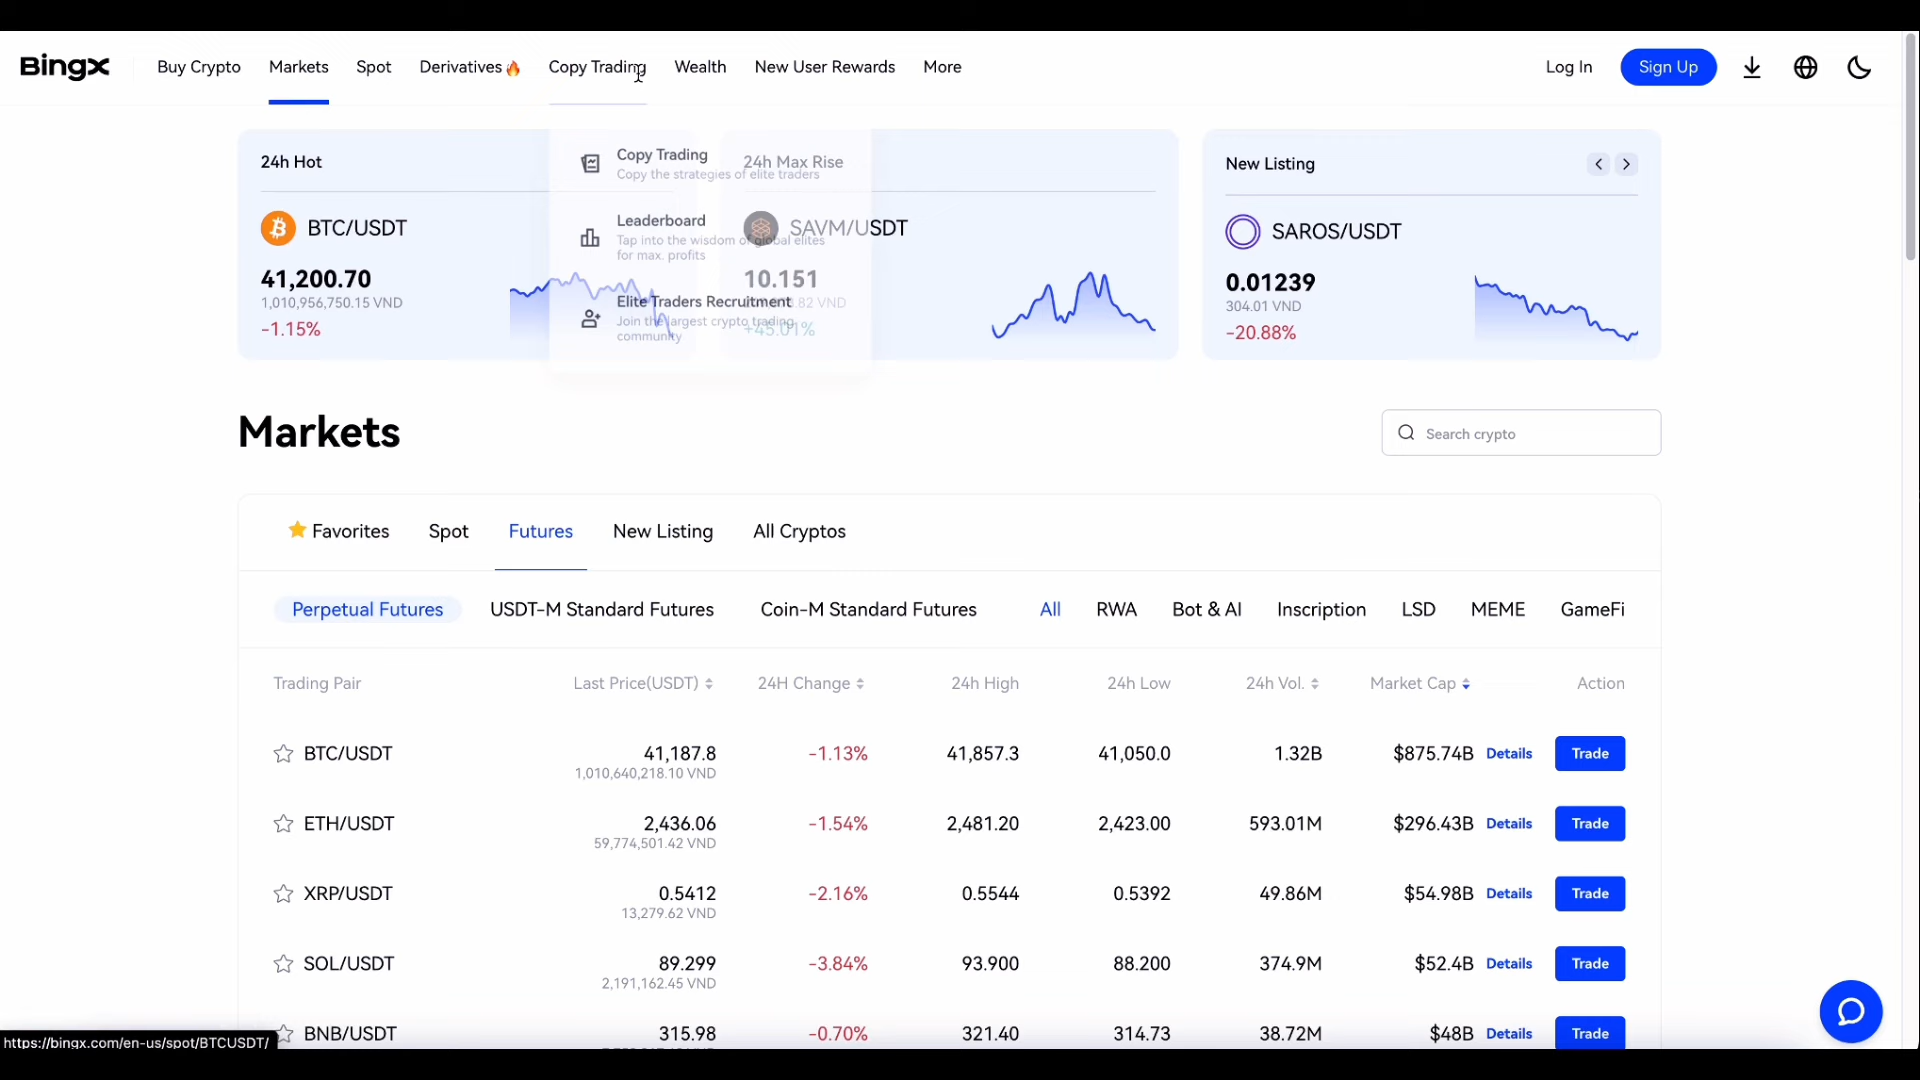 BingX
Buy Crypto Markets Spot Derivatives🔥 Copy Trading Wealth New User Rewards More Log In Sign Up
24h Hot
BTC/USDT
41,200.70
1,010,956,750.15 VND
-1.15%
Copy Trading
Copy the strategies of elite traders
Leaderboard
Tap into the wisdom of global elites
for max. profits
Elite Traders Recruitment
Join the largest crypto trading
community
24h Max Rise
SAVM/USDT
10.151
VND
+45.01%
New Listing
SAROS/USDT
0.01239
304.01 VND
-20.88%
Markets
Search crypto
Favorites Spot Futures New Listing All Cryptos
Perpetual Futures USDT-M Standard Futures Coin-M Standard Futures All RWA Bot & AI Inscription LSD MEME GameFi
Trading Pair Last Price(USDT) 24H Change 24h High 24h Low 24h Vol. Market Cap Action
BTC/USDT 41,187.8 -1.13% 41,857.3 41,050.0 1.32B $875.74B Details Trade
1,010,640,218.10 VND
ETH/USDT 2,436.06 -1.54% 2,481.20 2,423.00 593.01M $296.43B Details Trade
59,774,501.42 VND
XRP/USDT 0.5412 -2.16% 0.5544 0.5392 49.86M $54.98B Details Trade
13,279.62 VND
SOL/USDT 89.299 -3.84% 93.900 88.200 374.9M $52.4B Details Trade
2,191,162.45 VND
BNB/USDT 315.98 -0.70% 321.40 314.73 38.72M $48B Details Trade
https://bingx.com/en-us/spot/BTCUSDT/